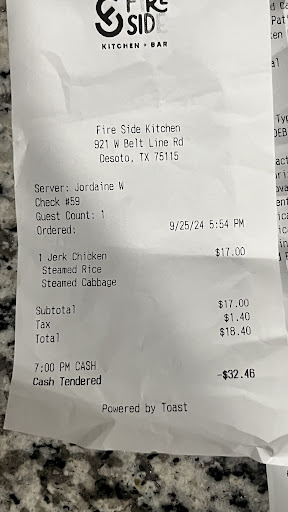 FIRE
SIDE
KITCHEN + BAR
Fire Side Kitchen
921 W Belt Line Rd
Desoto, TX 75115
Server: Jordaine W
Check #59
Guest Count: 1
Ordered: 9/25/24 5:54 PM
1 Jerk Chicken $17.00
Steamed Rice
Steamed Cabbage
Subtotal $17.00
Tax $1.40
Total $18.40
7:00 PM CASH
Cash Tendered -$32.46
Powered by Toast